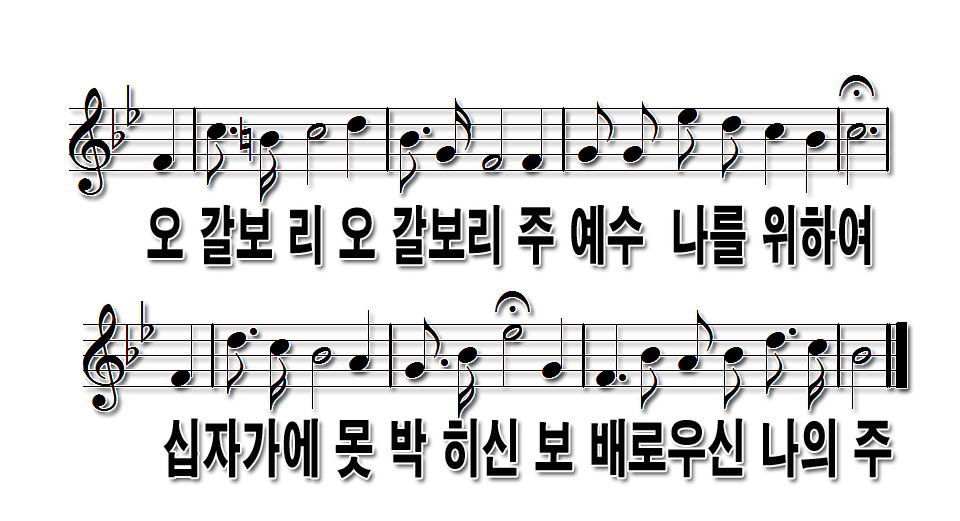 오 갈보 리 오 갈보리 주 예수 나를 위하여
십자가에 못 박 히신 보 배로우신 나의 주